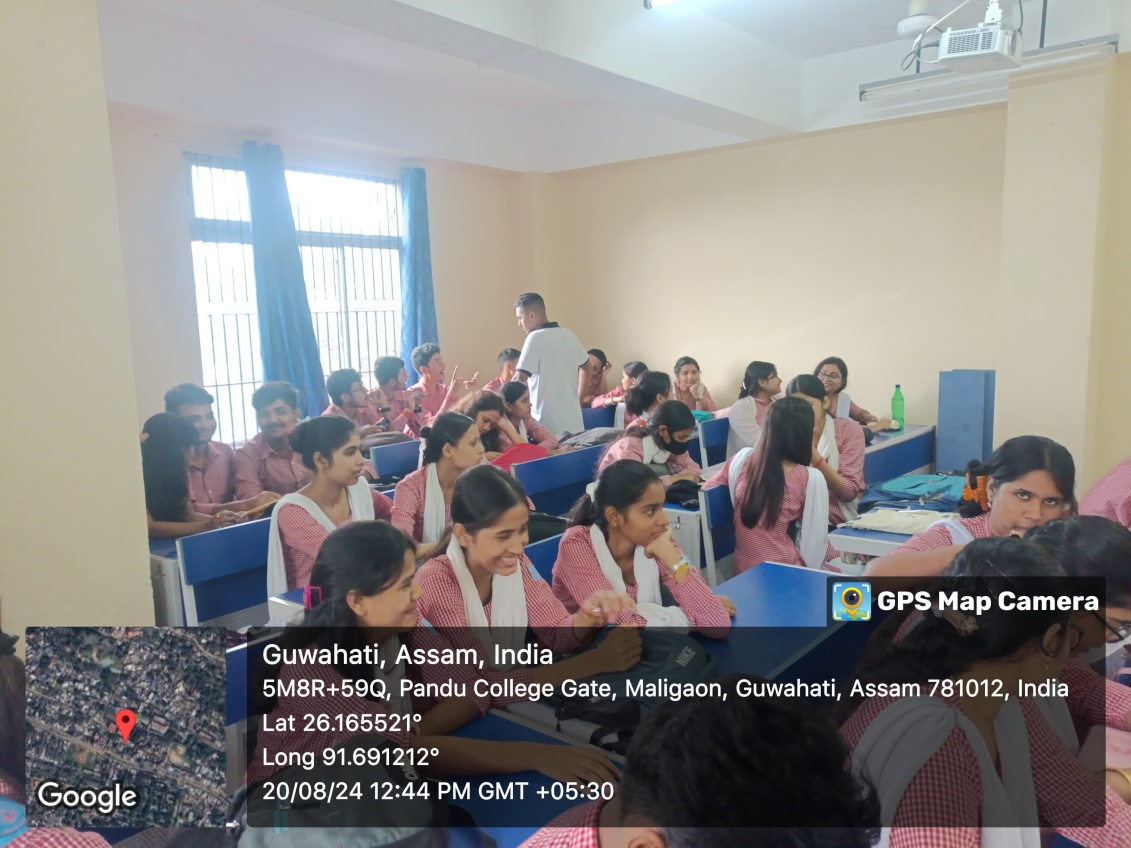 GPS Map Camera
Guwahati, Assam, India
5M8R+59Q, Pandu College Gate, Maligaon, Guwahati, Assam 781012, India
Lat 26.165521°
Long 91.691212°
20/08/24 12:44 PM GMT +05:30
Google
NIKE